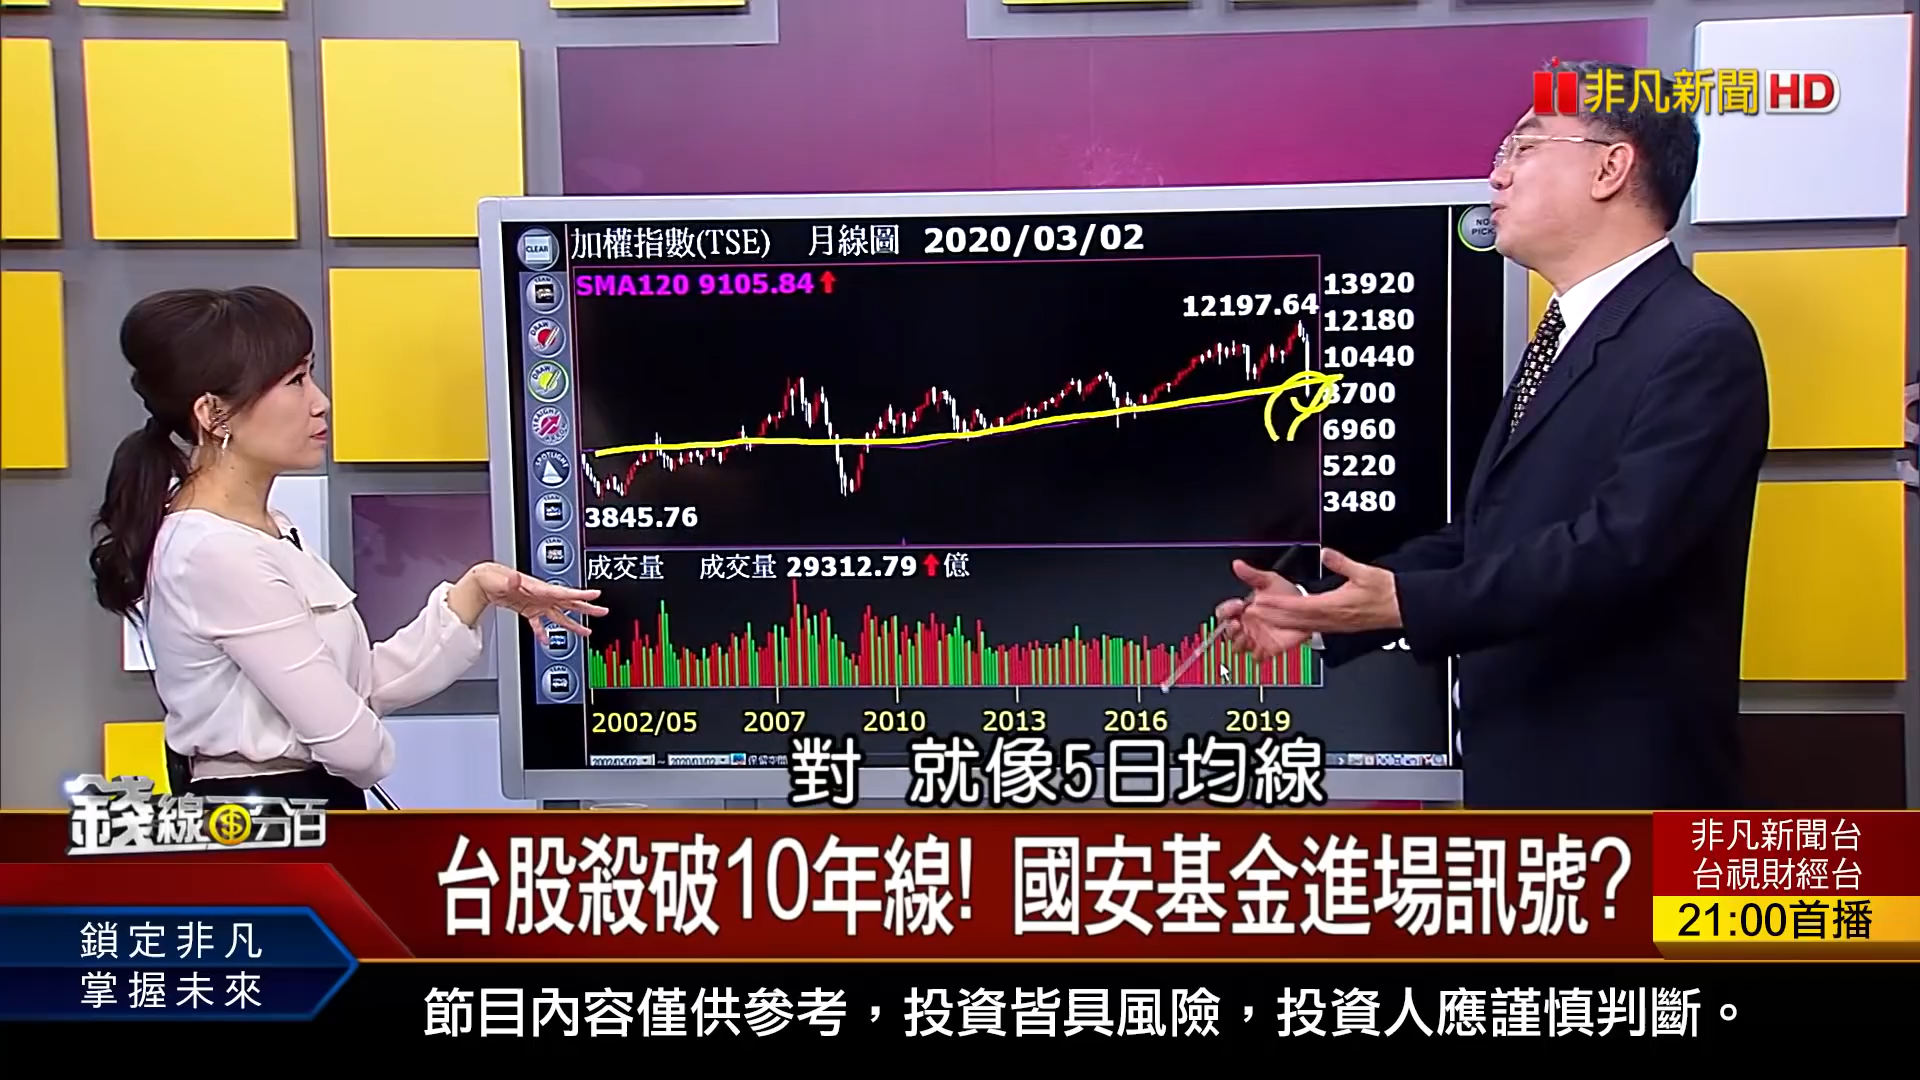 非凡新聞HD
加權指數(TSE) 月線圖 2020/03/02
CLEAR
SMA120 9105.84
12197.64
3845.76
13920
12180
10440
8700
6960
5220
3480
成交量 成交量 29312.79 億
2002/05 2007 2010 2013 2016 2019
對 就像5日均線
錢線百分百
台股殺破10年線! 國安基金進場訊號?
非凡新聞台
台視財經台
21:00首播
鎖定非凡
掌握未來
節目內容僅供參考，投資皆具風險，投資人應謹慎判斷。